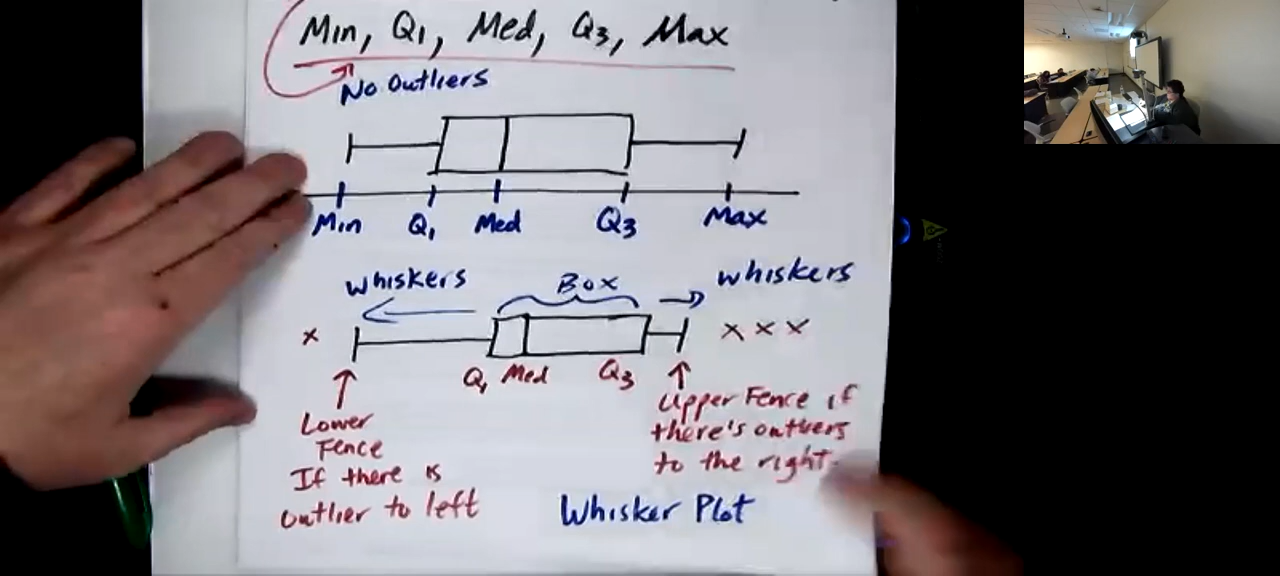 Min, Q1, Med, Q3, Max
No Outliers
Min Q1 Med Q3 Max
whiskers Box whiskers
x x x x
Q1 Med Q3
Lower
Fence
If there is
outlier to left
Upper Fence if
there's outliers
to the right.
Whisker Plot